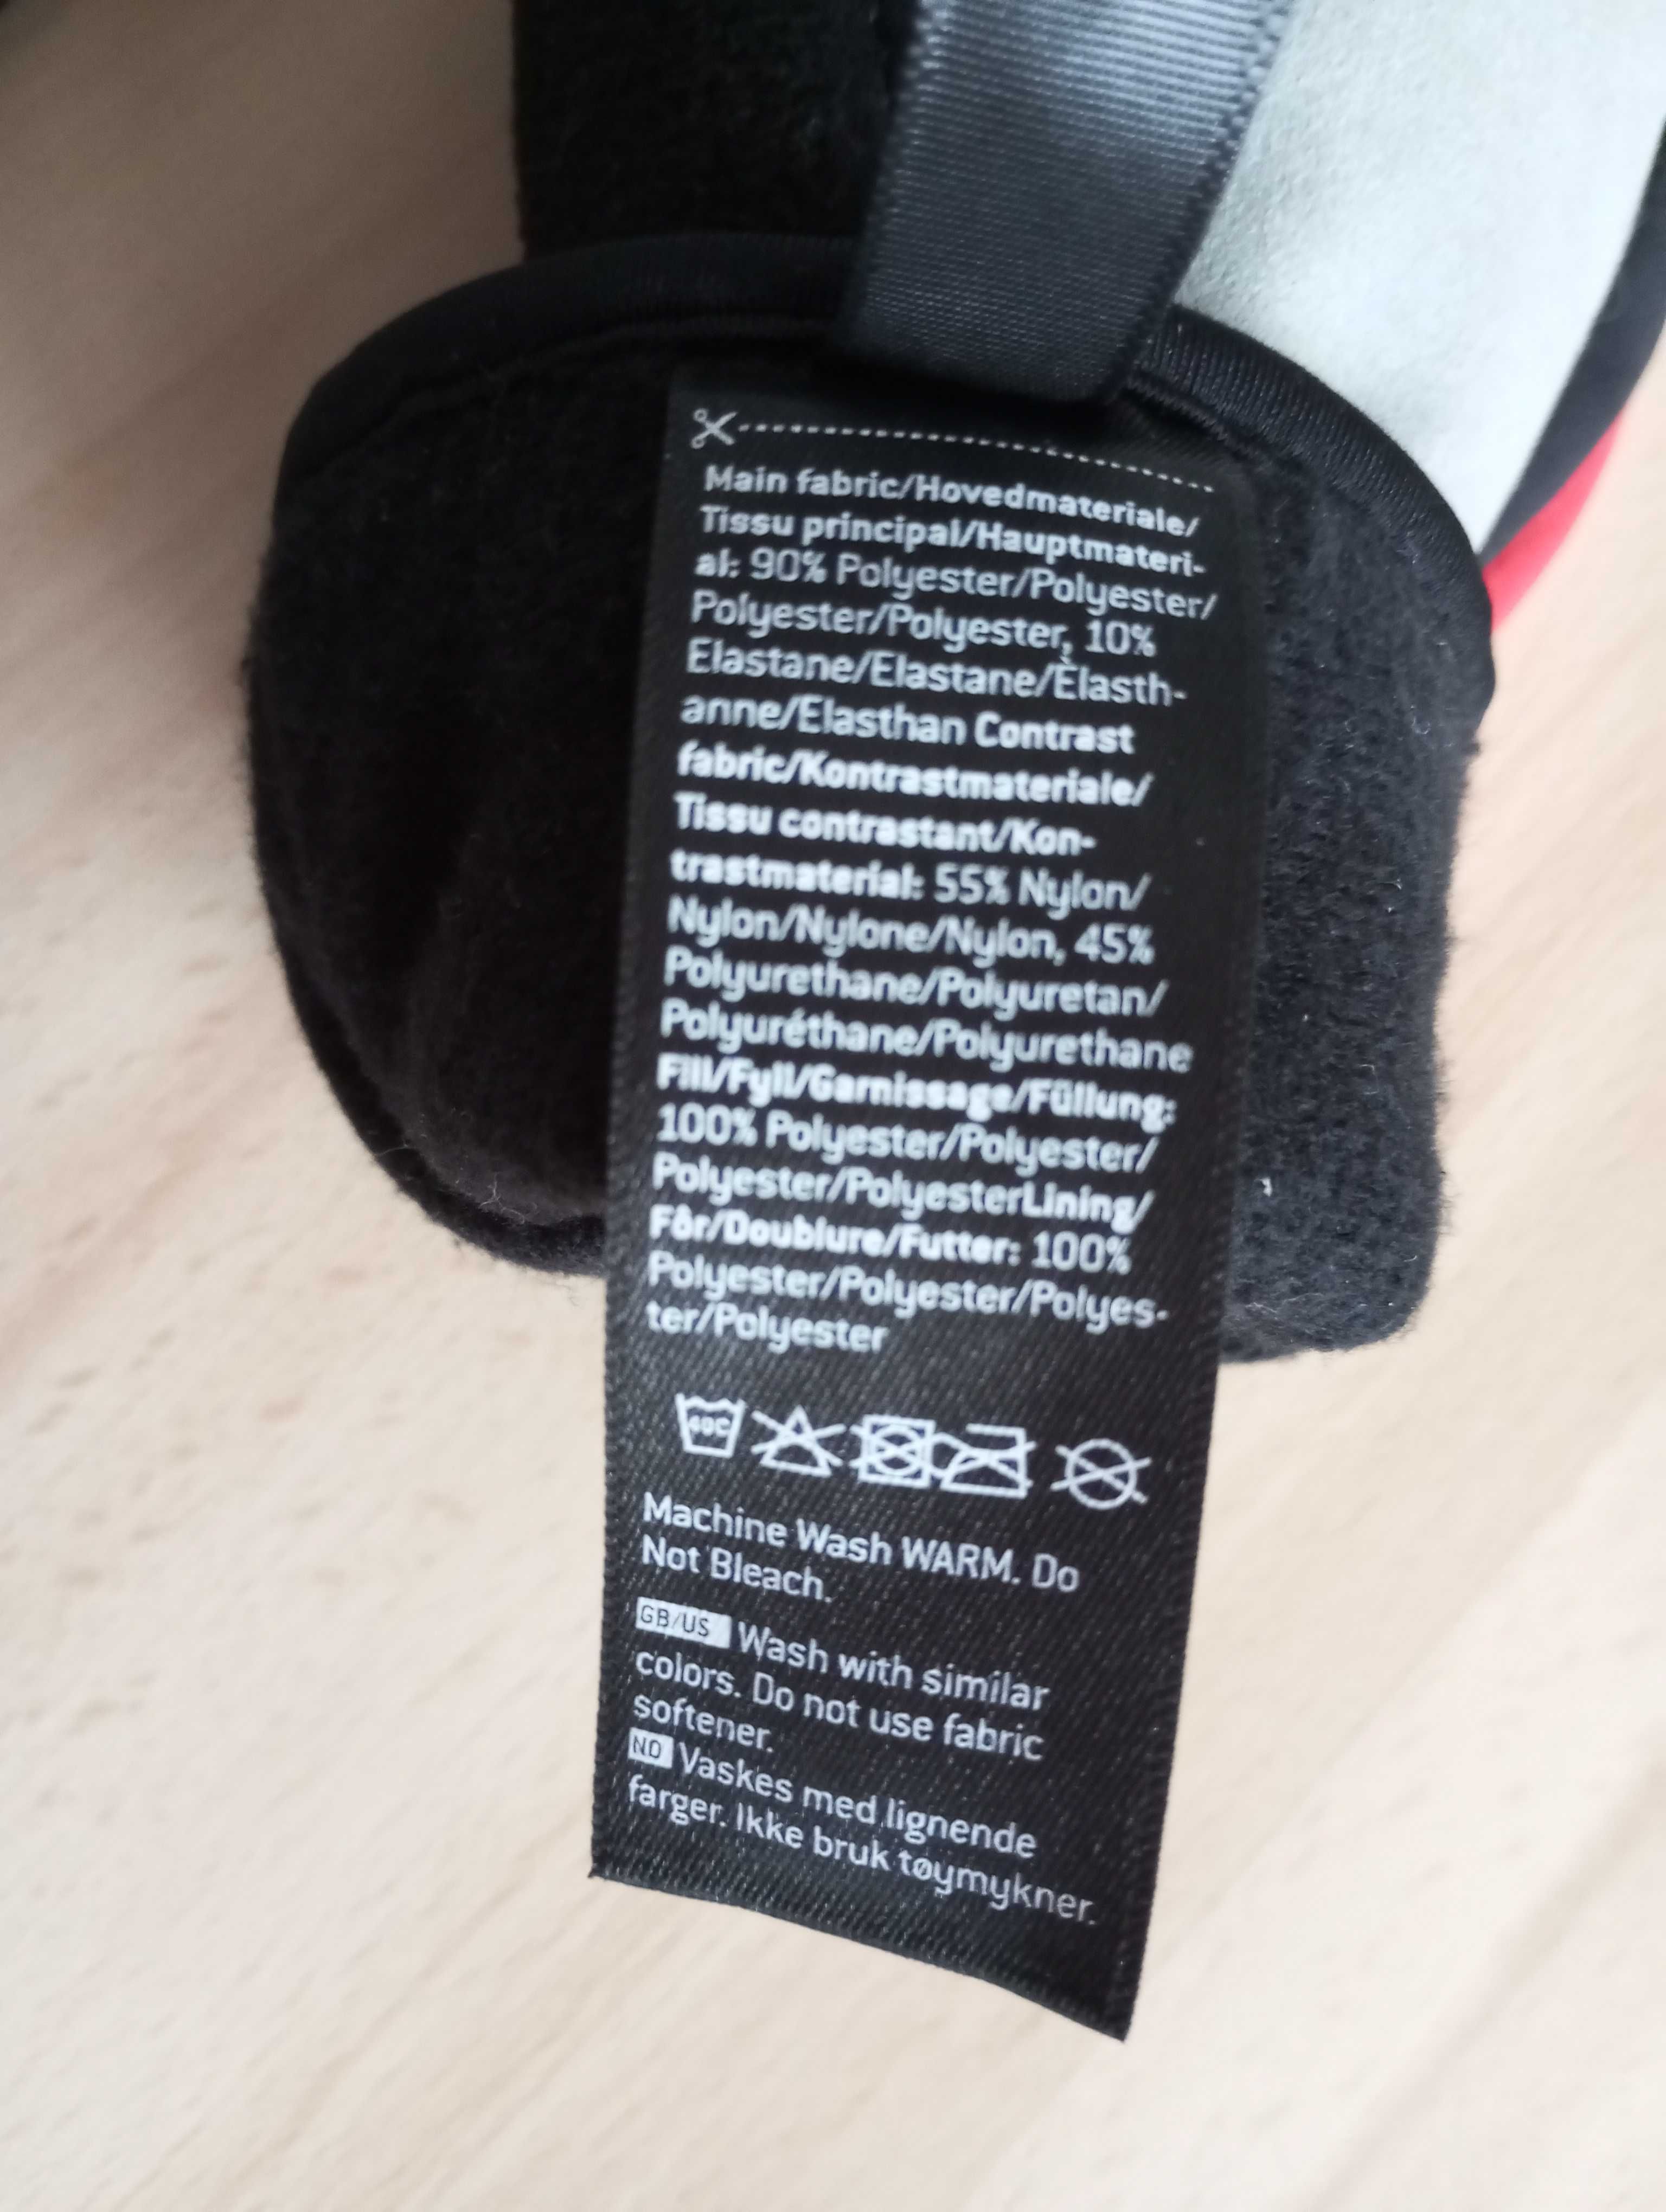 Main fabric/Hovedmateriale/
Tissu principal/Hauptmateri-
al: 90% Polyester/Polyester/
Polyester/Polyester, 10%
Elastane/Elastane/Èlasth-
anne/Elasthan Contrast
fabric/Kontrastmateriale/
Tissu contrastant/Kon-
trastmaterial: 55% Nylon/
Nylon/Nylone/Nylon, 45%
Polyurethane/Polyuretan/
Polyuréthane/Polyurethane
Fill/Fyll/Garnissage/Füllung:
100% Polyester/Polyester/
Polyester/PolyesterLining/
Fôr/Doublure/Futter: 100%
Polyester/Polyester/Polyes-
ter/Polyester
40C
Machine Wash WARM. Do
Not Bleach.
GB/US Wash with similar
colors. Do not use fabric
softener.
NO Vaskes med lignende
farger. Ikke bruk tøymykner.